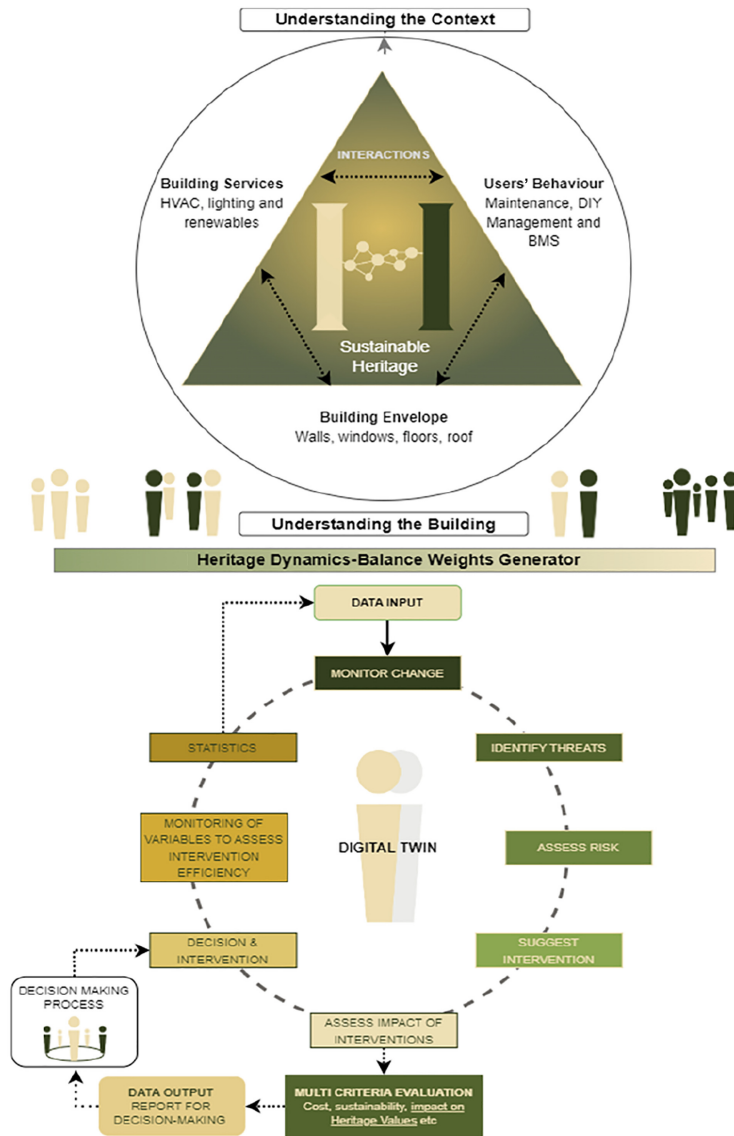 Understanding the Context
INTERACTIONS
Building Services
HVAC, lighting and
renewables
Users' Behaviour
Maintenance, DIY
Management and
BMS
Sustainable
Heritage
Building Envelope
Walls, windows, floors, roof
Understanding the Building
Heritage Dynamics-Balance Weights Generator
DATA INPUT
MONITOR CHANGE
STATISTICS
IDENTIFY THREATS
MONITORING OF
VARIABLES TO ASSESS
INTERVENTION
EFFICIENCY
DIGITAL TWIN
ASSESS RISK
DECISION &
INTERVENTION
SUGGEST
INTERVENTION
DECISION MAKING
PROCESS
ASSESS IMPACT OF
INTERVENTIONS
DATA OUTPUT
REPORT FOR
DECISION-MAKING
MULTI CRITERIA EVALUATION
Cost, sustainability, impact on
Heritage Values etc